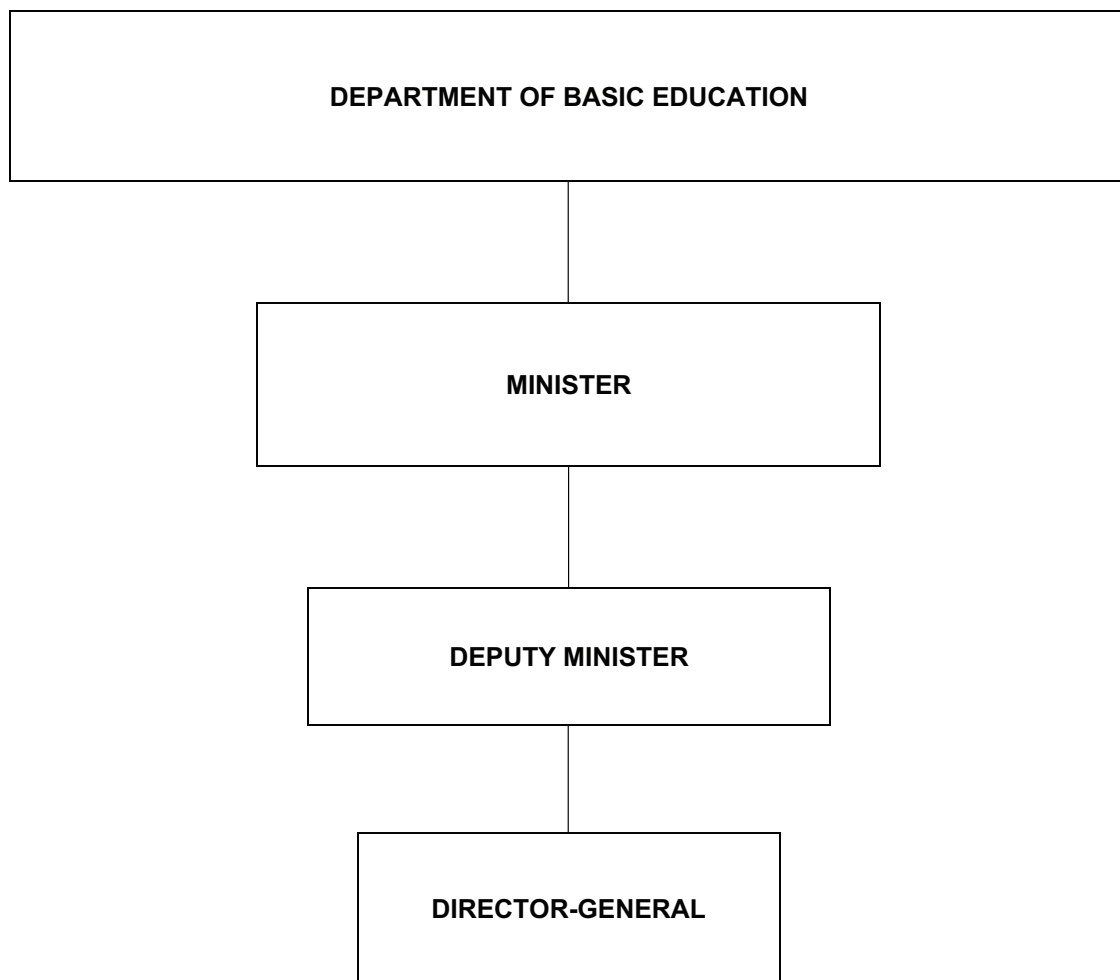 DEPARTMENT OF BASIC EDUCATION
MINISTER
DEPUTY MINISTER
DIRECTOR-GENERAL